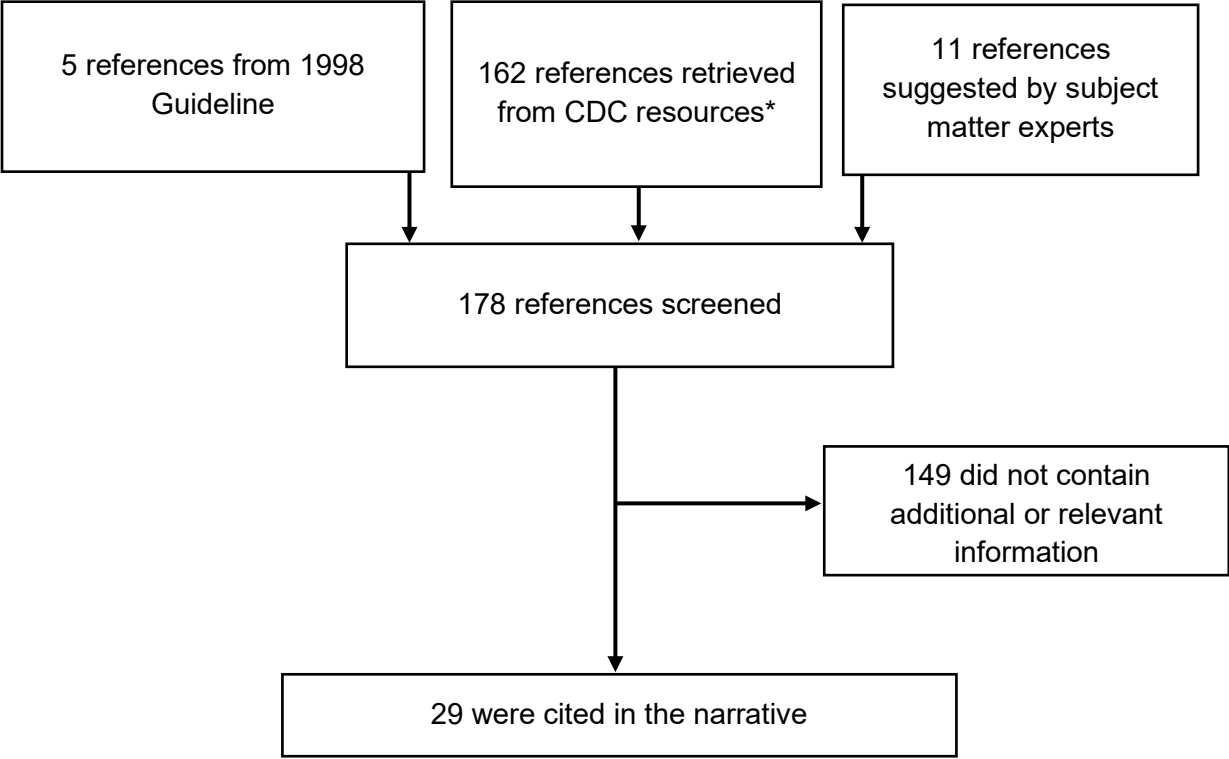 5 references from 1998
Guideline
162 references retrieved
from CDC resources*
11 references
suggested by subject
matter experts
178 references screened
149 did not contain
additional or relevant
information
29 were cited in the narrative